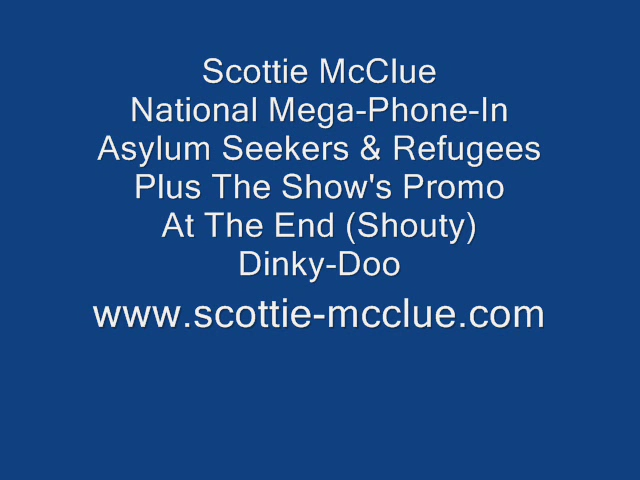 Scottie McClue
National Mega-Phone-In
Asylum Seekers & Refugees
Plus The Show's Promo
At The End (Shouty)
Dinky-Doo
www.scottie-mcclue.com